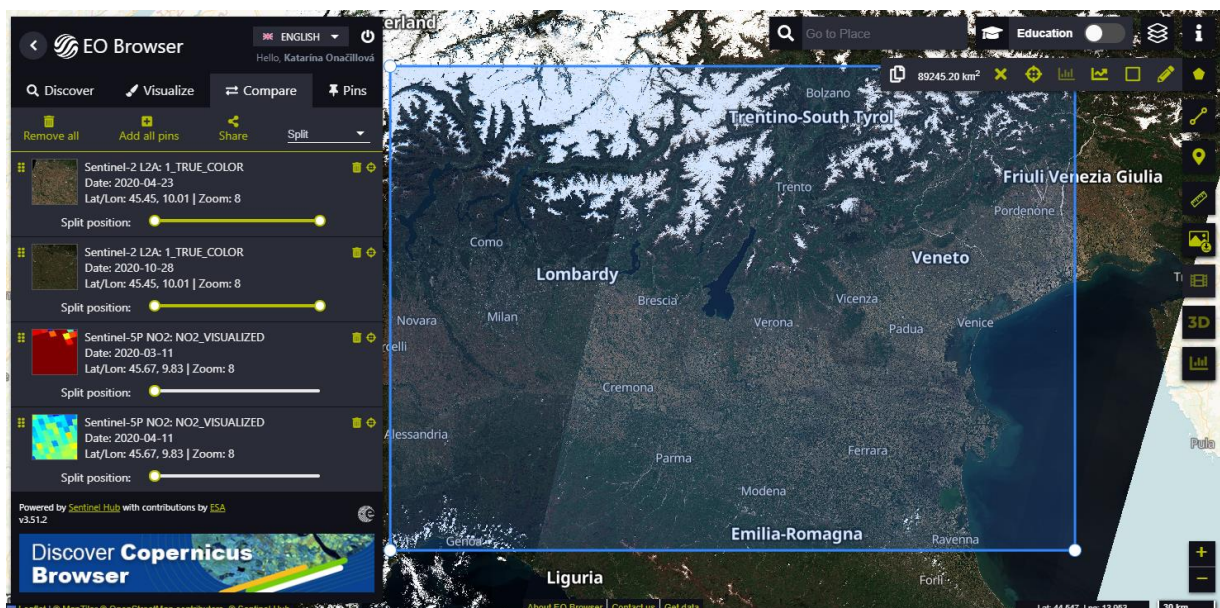 EO Browser
ENGLISH
Hello, Katarína Onačillová
Discover
Visualize
Compare
Pins
Remove all
Add all pins
Share
Split
Sentinel-2 L2A: 1_TRUE_COLOR
Date: 2020-04-23
Lat/Lon: 45.45, 10.01 | Zoom: 8
Split position:
Sentinel-2 L2A: 1_TRUE_COLOR
Date: 2020-10-28
Lat/Lon: 45.45, 10.01 | Zoom: 8
Split position:
Sentinel-5P NO2: NO2_VISUALIZED
Date: 2020-03-11
Lat/Lon: 45.67, 9.83 | Zoom: 8
Split position:
Sentinel-5P NO2: NO2_VISUALIZED
Date: 2020-04-11
Lat/Lon: 45.67, 9.83 | Zoom: 8
Split position:
Powered by Sentinel Hub with contributions by ESA
v3.51.2
Discover Copernicus
Browser
Go to Place
Education
89245.20 km²
3D
erland
Bolzano
Trentino-South Tyrol
Trento
Friuli Venezia Giulia
Pordenone
Como
Lombardy
Veneto
Brescia
Vicenza
Novara
Milan
Verona
Padua
Venice
celli
Cremona
Alessandria
Parma
Ferrara
Pula
Modena
Emilia-Romagna
Ravenna
Genoa
Liguria
Forlì
About EO Browser | Contact us | Get data
30 km